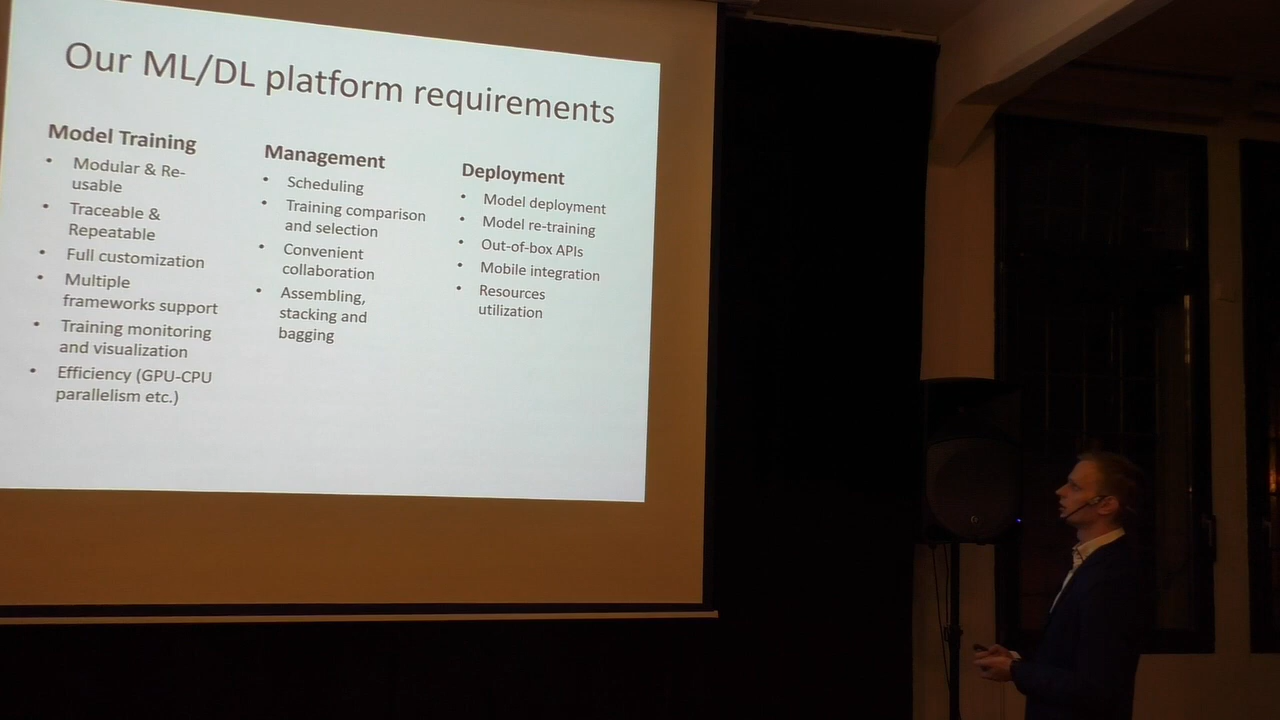 Our ML/DL platform requirements
Model Training
• Modular & Re-
usable
• Traceable &
Repeatable
• Full customization
• Multiple
frameworks support
• Training monitoring
and visualization
• Efficiency (GPU-CPU
parallelism etc.)
Management
• Scheduling
• Training comparison
and selection
• Convenient
collaboration
• Assembling,
stacking and
bagging
Deployment
• Model deployment
• Model re-training
• Out-of-box APIs
• Mobile integration
• Resources
utilization